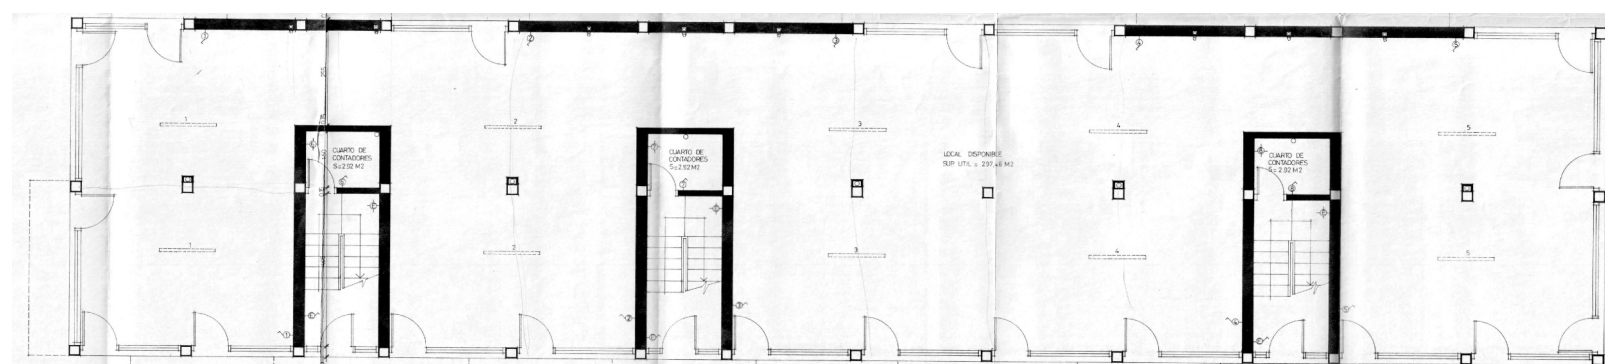 1
2
3
4
5
CUARTO DE
CONTADORES
S=2.92 M2
CUARTO DE
CONTADORES
S=2.92 M2
LOCAL DISPONIBLE
SUP UTIL = 297.46 M2
CUARTO DE
CONTADORES
S=2.92 M2
1
2
3
4
5